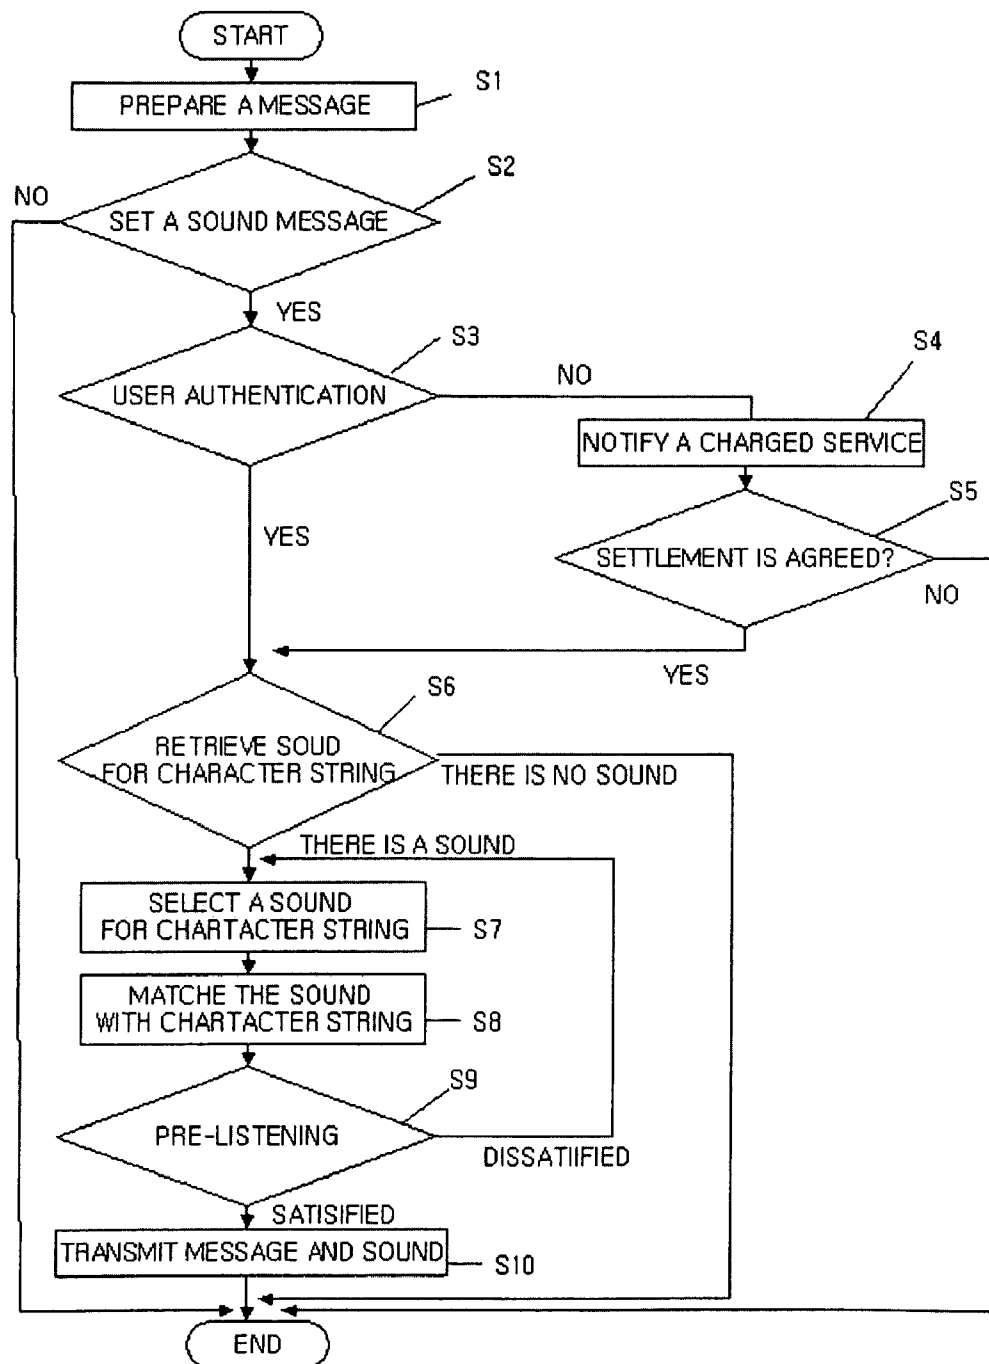 START
PREPARE A MESSAGE
S1
S2
NO
SET A SOUND MESSAGE
YES
S3
USER AUTHENTICATION
NO
S4
NOTIFY A CHARGED SERVICE
YES
S5
SETTLEMENT IS AGREED?
NO
YES
S6
RETRIEVE SOUD
FOR CHARACTER STRING
THERE IS NO SOUND
THERE IS A SOUND
SELECT A SOUND
FOR CHARTACTER STRING
S7
MATCHE THE SOUND
WITH CHARTACTER STRING
S8
S9
PRE-LISTENING
DISSATIIFIED
SATISIFIED
TRANSMIT MESSAGE AND SOUND
S10
END